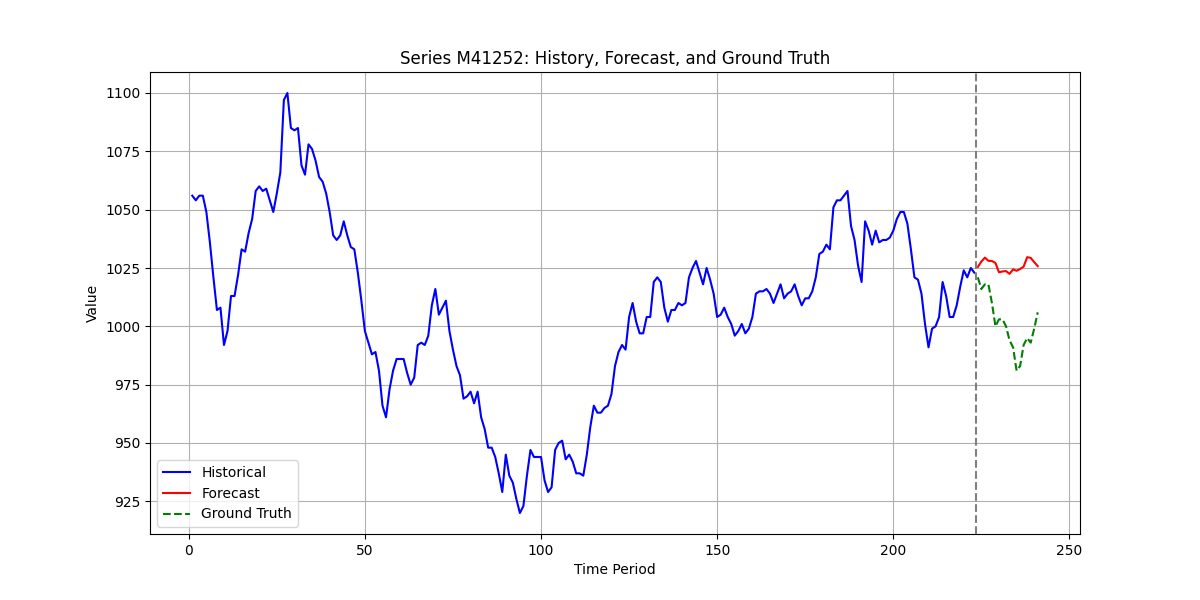 Series M41252: History, Forecast, and Ground Truth
1100
1075
1050
1025
1000
975
950
925
Value
Historical
Forecast
Ground Truth
0
50
100
150
200
250
Time Period